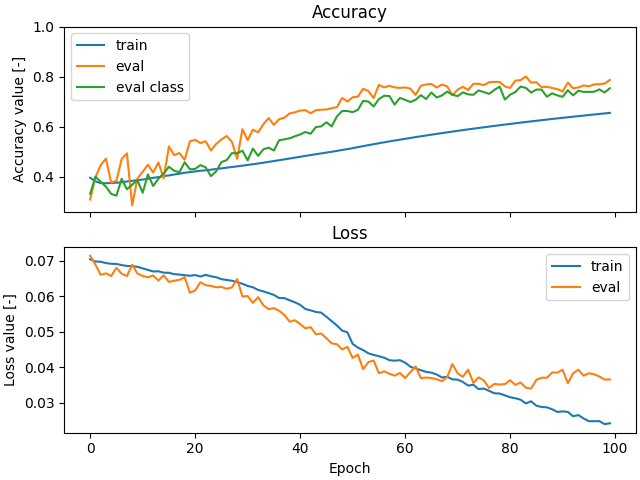 Accuracy
1.0
0.8
0.6
0.4
Accuracy value [-]
train
eval
eval class
Loss
0.07
0.06
0.05
0.04
0.03
Loss value [-]
train
eval
0 20 40 60 80 100
Epoch